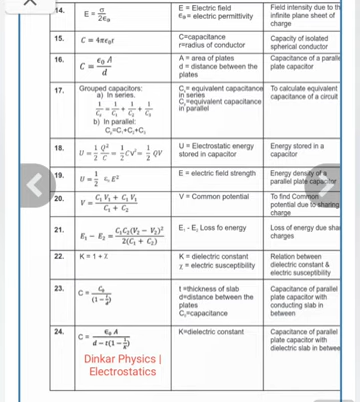 14.
E = σ / 2ε₀
E = Electric field
ε₀= electric permittivity
Field intensity due to th
infinite plane sheet of
charge
15.
C = 4πε₀r
C=capacitance
r=radius of conductor
Capacity of isolated
spherical conductor
16.
C = ε₀ A / d
A = area of plates
d = distance between the
plates
Capacitance of a paralle
plate capacitor
17.
Grouped capacitors:
a) In series.
1/Cₛ = 1/C₁ + 1/C₂ + 1/C₃
b) In parallel:
Cₚ=C₁+C₂+C₃
Cₛ= equivalent capacitance
in series
Cₚ=equivalent capacitance
in parallel
To calculate equivalent
capacitance of a circuit
18.
U = 1/2 Q²/C = 1/2 CV² = 1/2 QV
U = Electrostatic energy
stored in capacitor
Energy stored in a
capacitor
19.
U = 1/2 ε₀ E²
E = electric field strength
Energy density of a
parallel plate capacitor
20.
V = C₁ V₁ + C₂ V₂ / C₁ + C₂
V = Common potential
To find Common
potential due to sharing
charge
21.
E₁ − E₂ = C₁C₂(V₂ − V₁)² / 2(C₁ + C₂)
E₁ - E₂ Loss fo energy
Loss of energy due sha
charges
22.
K = 1 + χ
K = dielectric constant
χ = electric susceptibility
Relation between
dielectric constant &
electric susceptibility
23.
C = C₀ / (1−t/d)
t =thickness of slab
d=distance between the
plates
C₀=capacitance
Capacitance of parallel
plate capacitor with
conducting slab in
between
24.
C = ε₀ A / d − t(1 − 1/K)
K=dielectric constant
Capacitance of parallel
plate capacitor with
dielectric slab in betwee
Dinkar Physics |
Electrostatics